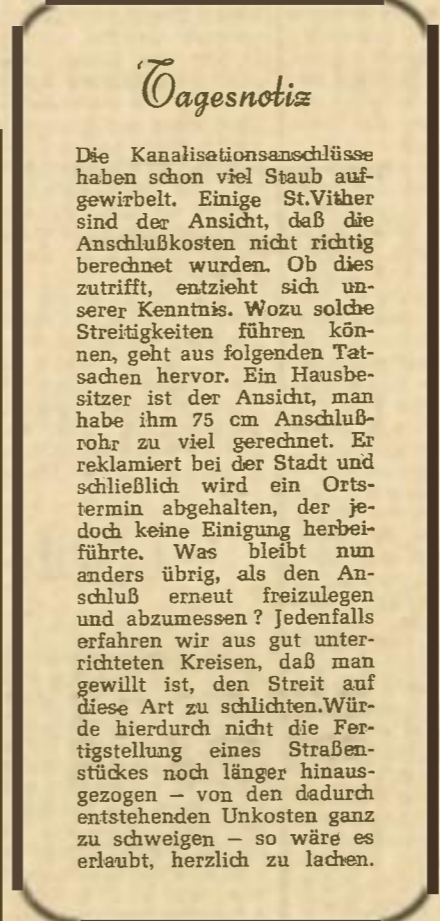 Tagesnotiz
Die Kanalisationsanschlüsse
haben schon viel Staub auf-
gewirbelt. Einige St.Vither
sind der Ansicht, daß die
Anschlußkosten nicht richtig
berechnet wurden. Ob dies
zutrifft, entzieht sich un-
serer Kenntnis. Wozu solche
Streitigkeiten führen kön-
nen, geht aus folgenden Tat-
sachen hervor. Ein Hausbe-
sitzer ist der Ansicht, man
habe ihm 75 cm Anschluß-
rohr zu viel gerechnet. Er
reklamiert bei der Stadt und
schließlich wird ein Orts-
termin abgehalten, der je-
doch keine Einigung herbei-
führte. Was bleibt nun
anders übrig, als den An-
schluß erneut freizulegen
und abzumessen? Jedenfalls
erfahren wir aus gut unter-
richteten Kreisen, daß man
gewillt ist, den Streit auf
diese Art zu schlichten.Wür-
de hierdurch nicht die Fer-
tigstellung eines Straßen-
stückes noch länger hinaus-
gezogen — von den dadurch
entstehenden Unkosten ganz
zu schweigen — so wäre es
erlaubt, herzlich zu lachen.